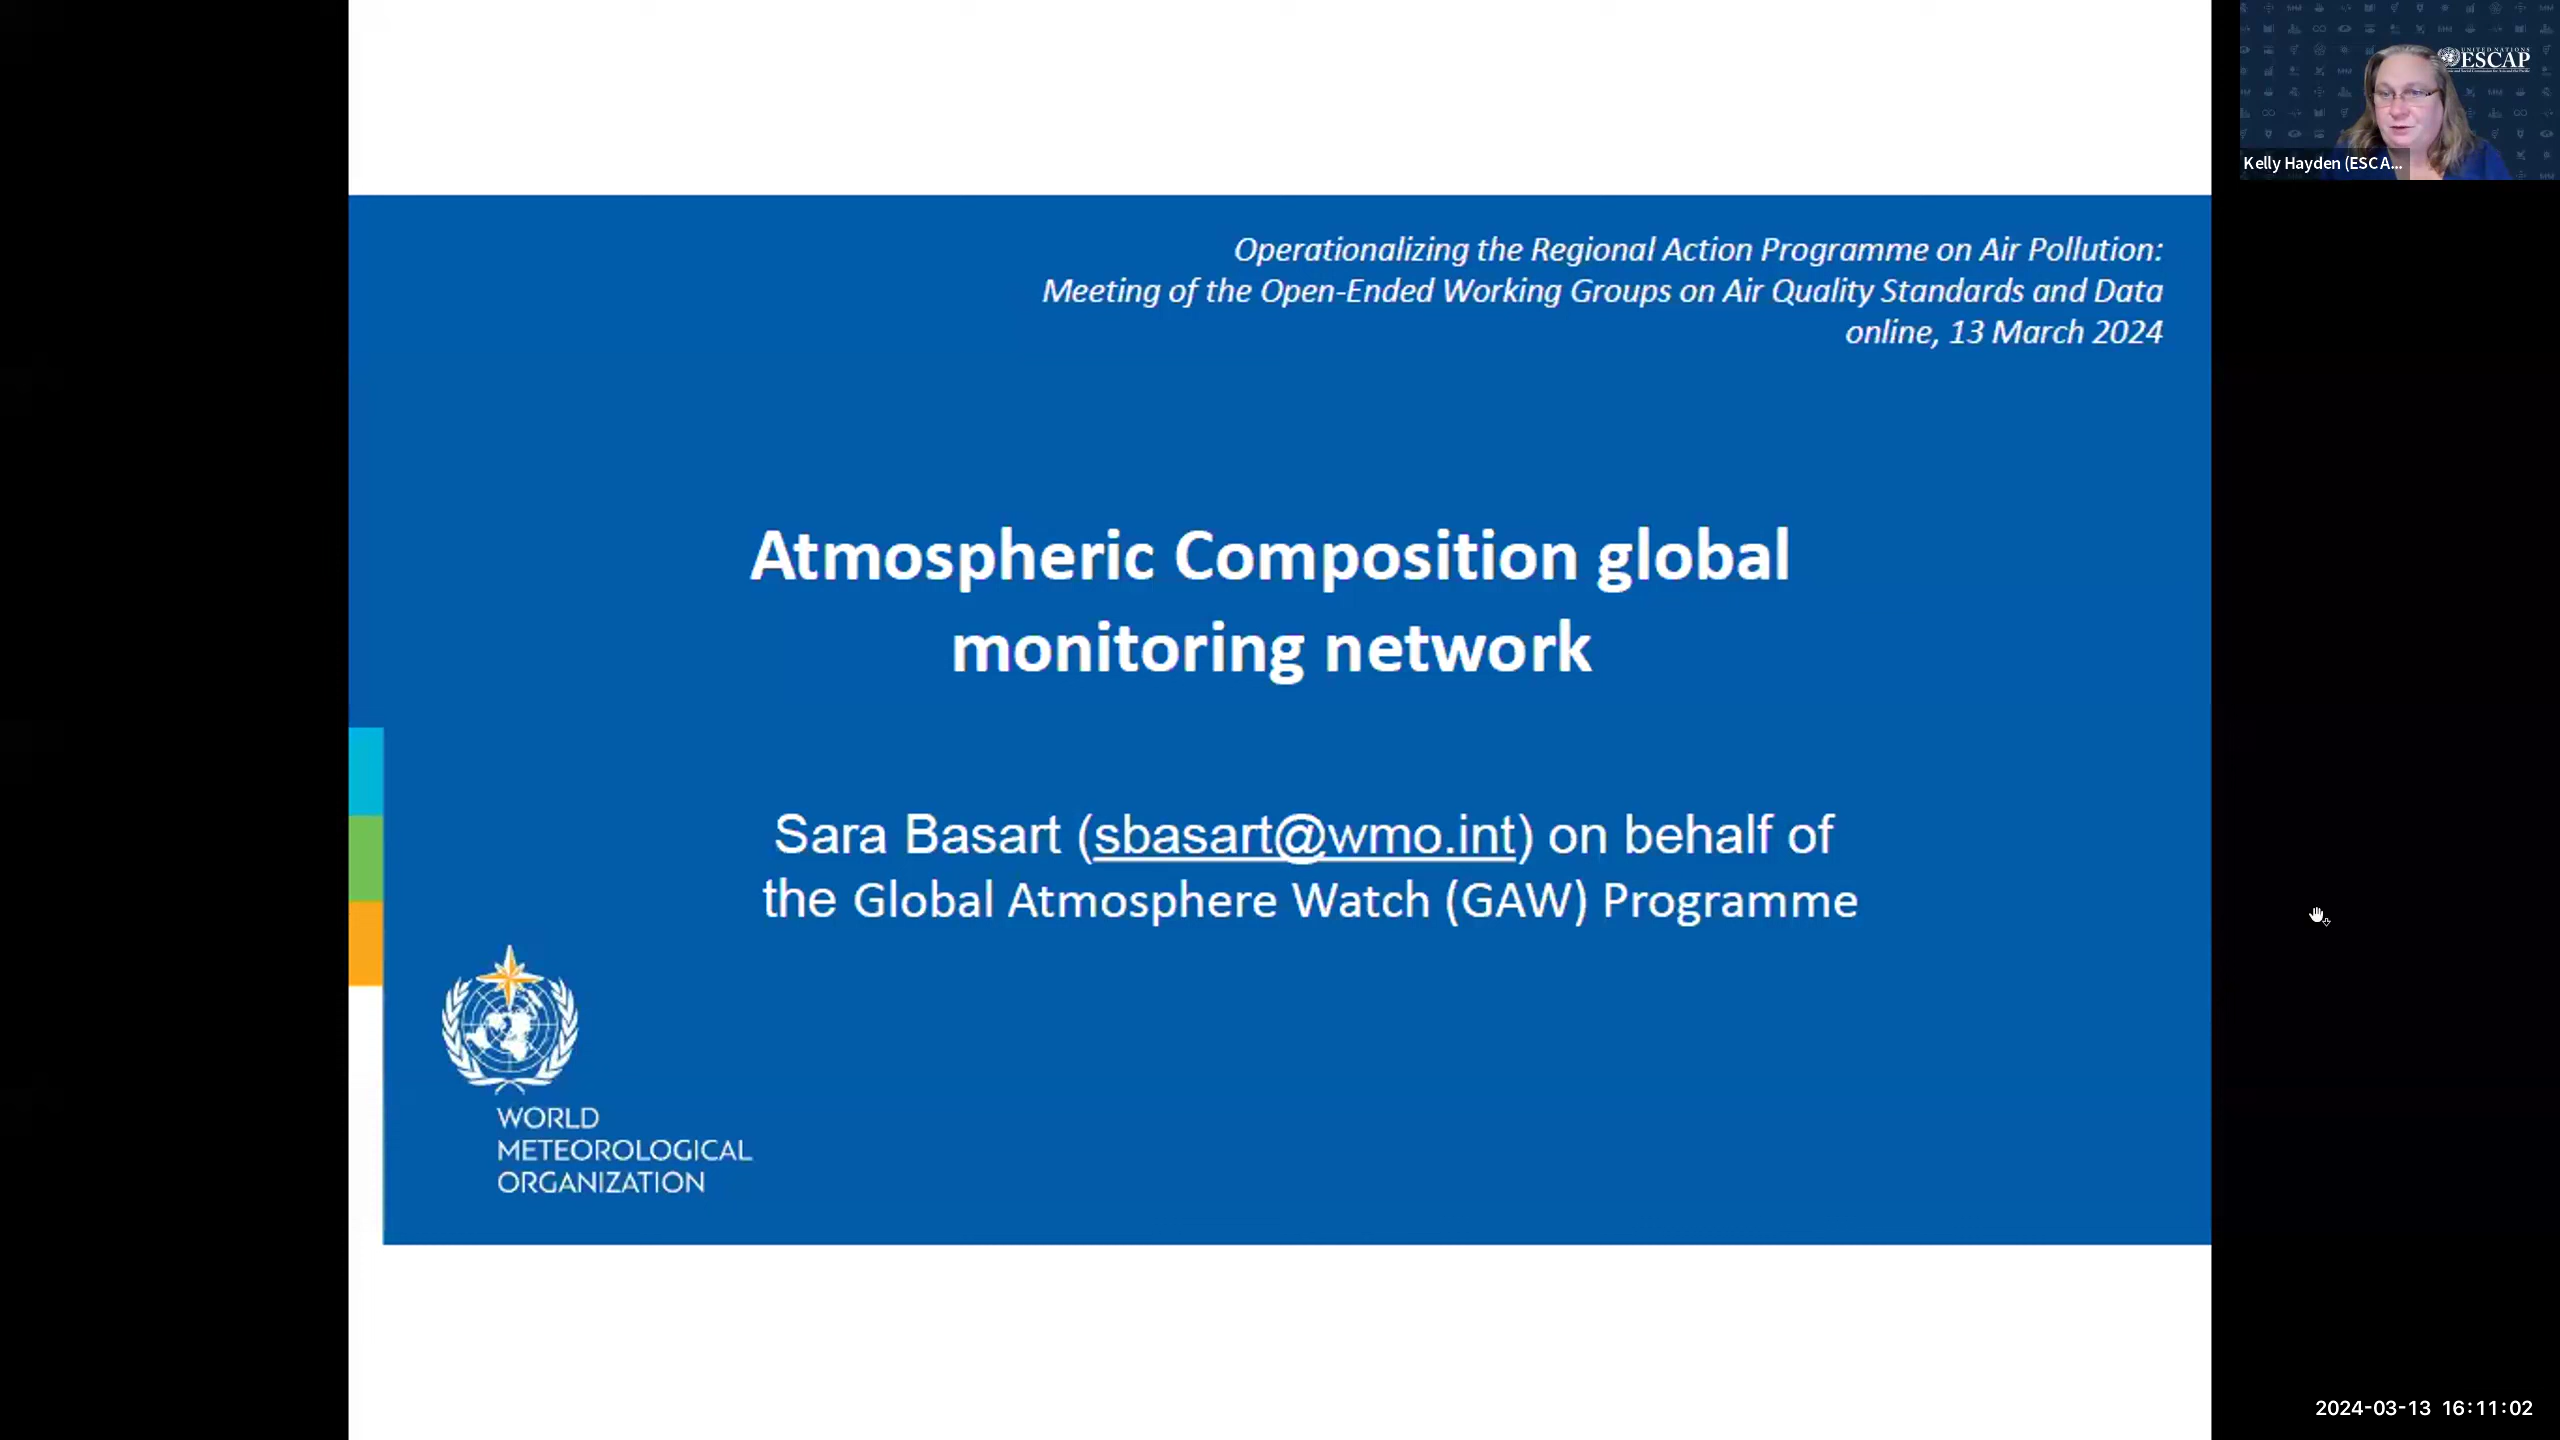 Operationalizing the Regional Action Programme on Air Pollution:
Meeting of the Open-Ended Working Groups on Air Quality Standards and Data
online, 13 March 2024
Atmospheric Composition global
monitoring network
Sara Basart (sbasart@wmo.int) on behalf of
the Global Atmosphere Watch (GAW) Programme
WORLD
METEOROLOGICAL
ORGANIZATION
UNITED NATIONS
ESCAP
Kelly Hayden (ESCA...
2024-03-13 16:11:02